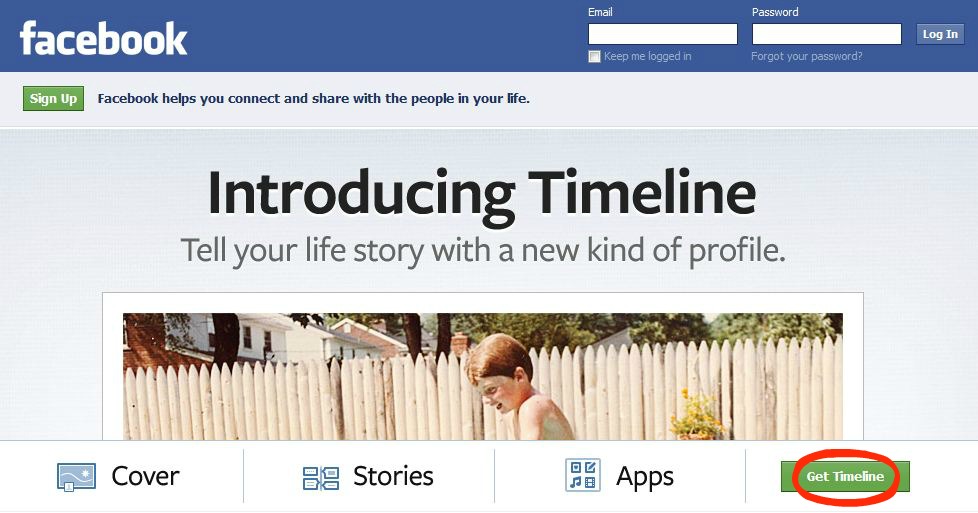 facebook
Email
Password
Log In
Keep me logged in
Forgot your password?
Sign Up
Facebook helps you connect and share with the people in your life.
Introducing Timeline
Tell your life story with a new kind of profile.
Cover
Stories
Apps
Get Timeline